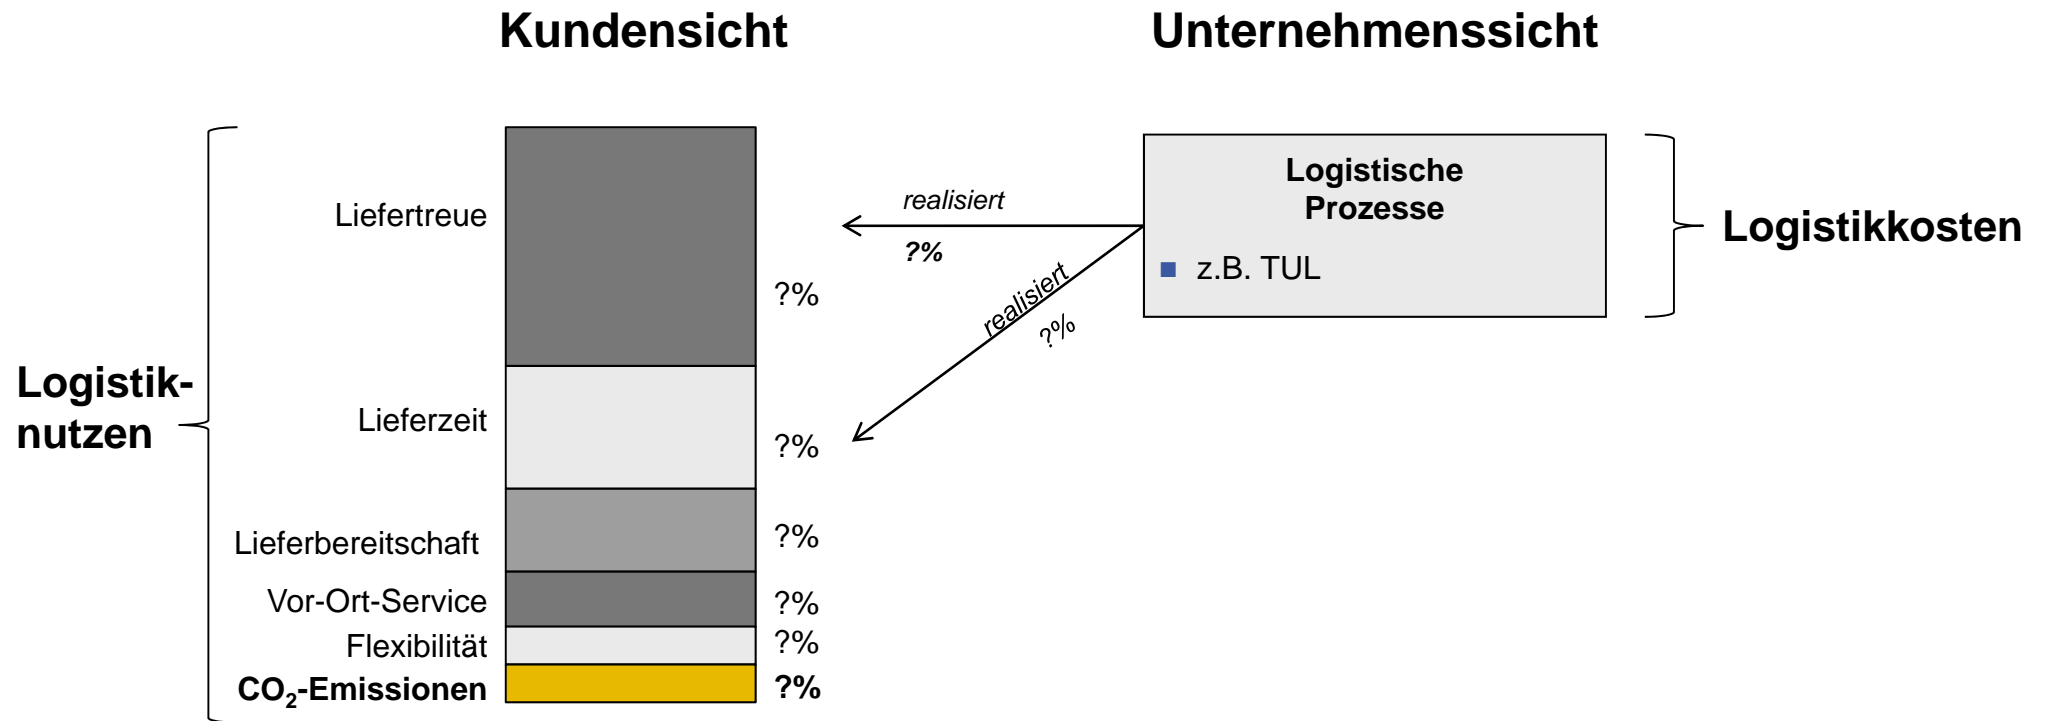 Kundensicht
Unternehmenssicht
Logistik-
nutzen
Liefertreue
Lieferzeit
Lieferbereitschaft
Vor-Ort-Service
Flexibilität
CO₂-Emissionen
?%
?%
?%
?%
?%
?%
realisiert
?%
realisiert
?%
Logistische
Prozesse
z.B. TUL
Logistikkosten